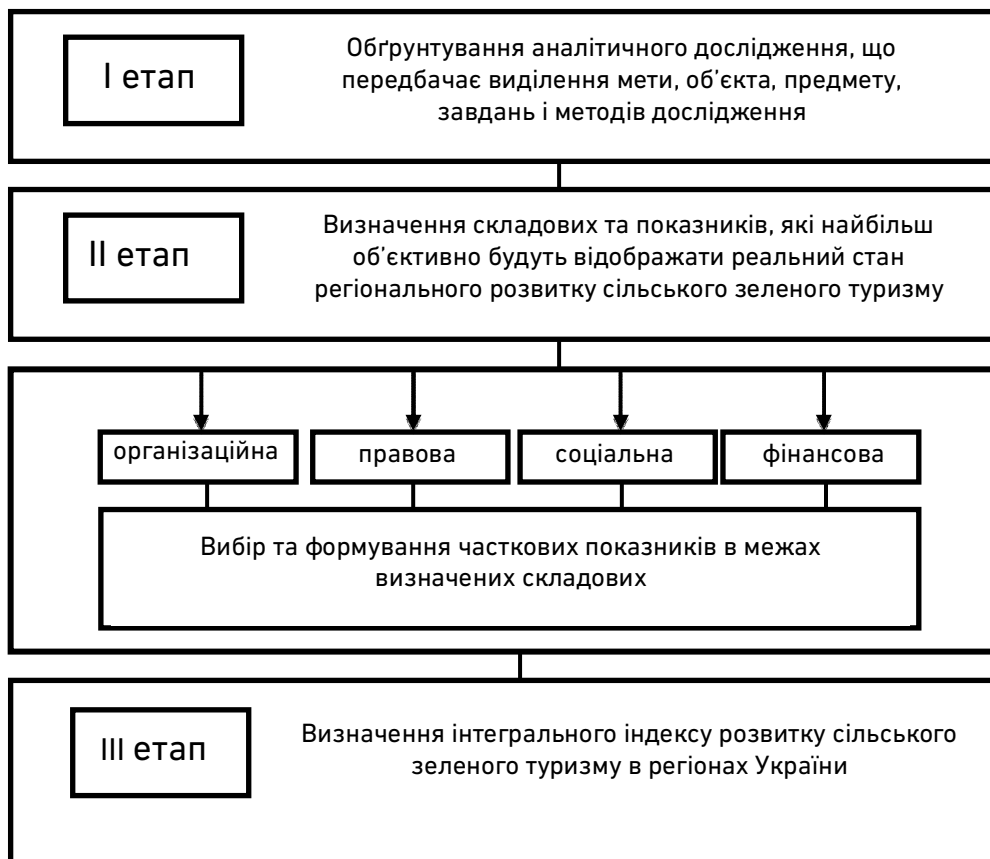 І етап
Обґрунтування аналітичного дослідження, що
передбачає виділення мети, об’єкта, предмету,
завдань і методів дослідження
ІІ етап
Визначення складових та показників, які найбільш
об’єктивно будуть відображати реальний стан
регіонального розвитку сільського зеленого туризму
організаційна
правова
соціальна
фінансова
Вибір та формування часткових показників в межах
визначених складових
ІІІ етап
Визначення інтегрального індексу розвитку сільського
зеленого туризму в регіонах України